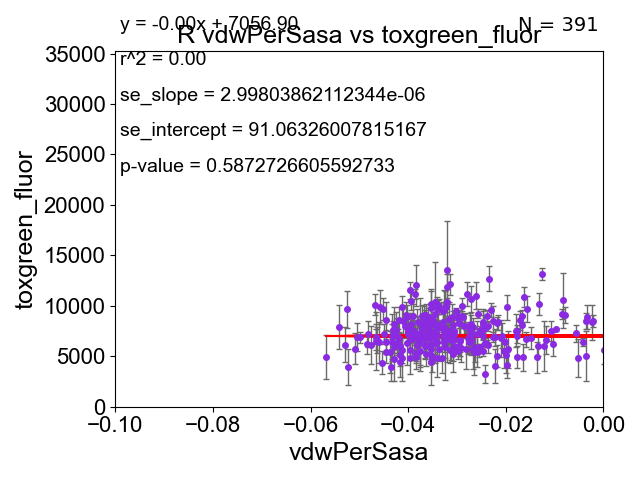 y = -0.00x + 7056.90
N = 391
R vdwPerSasa vs toxgreen_fluor
r^2 = 0.00
se_slope = 2.99803862112344e-06
se_intercept = 91.06326007815167
p-value = 0.5872726605592733
toxgreen_fluor
35000
30000
25000
20000
15000
10000
5000
0
−0.10 −0.08 −0.06 −0.04 −0.02 0.00
vdwPerSasa